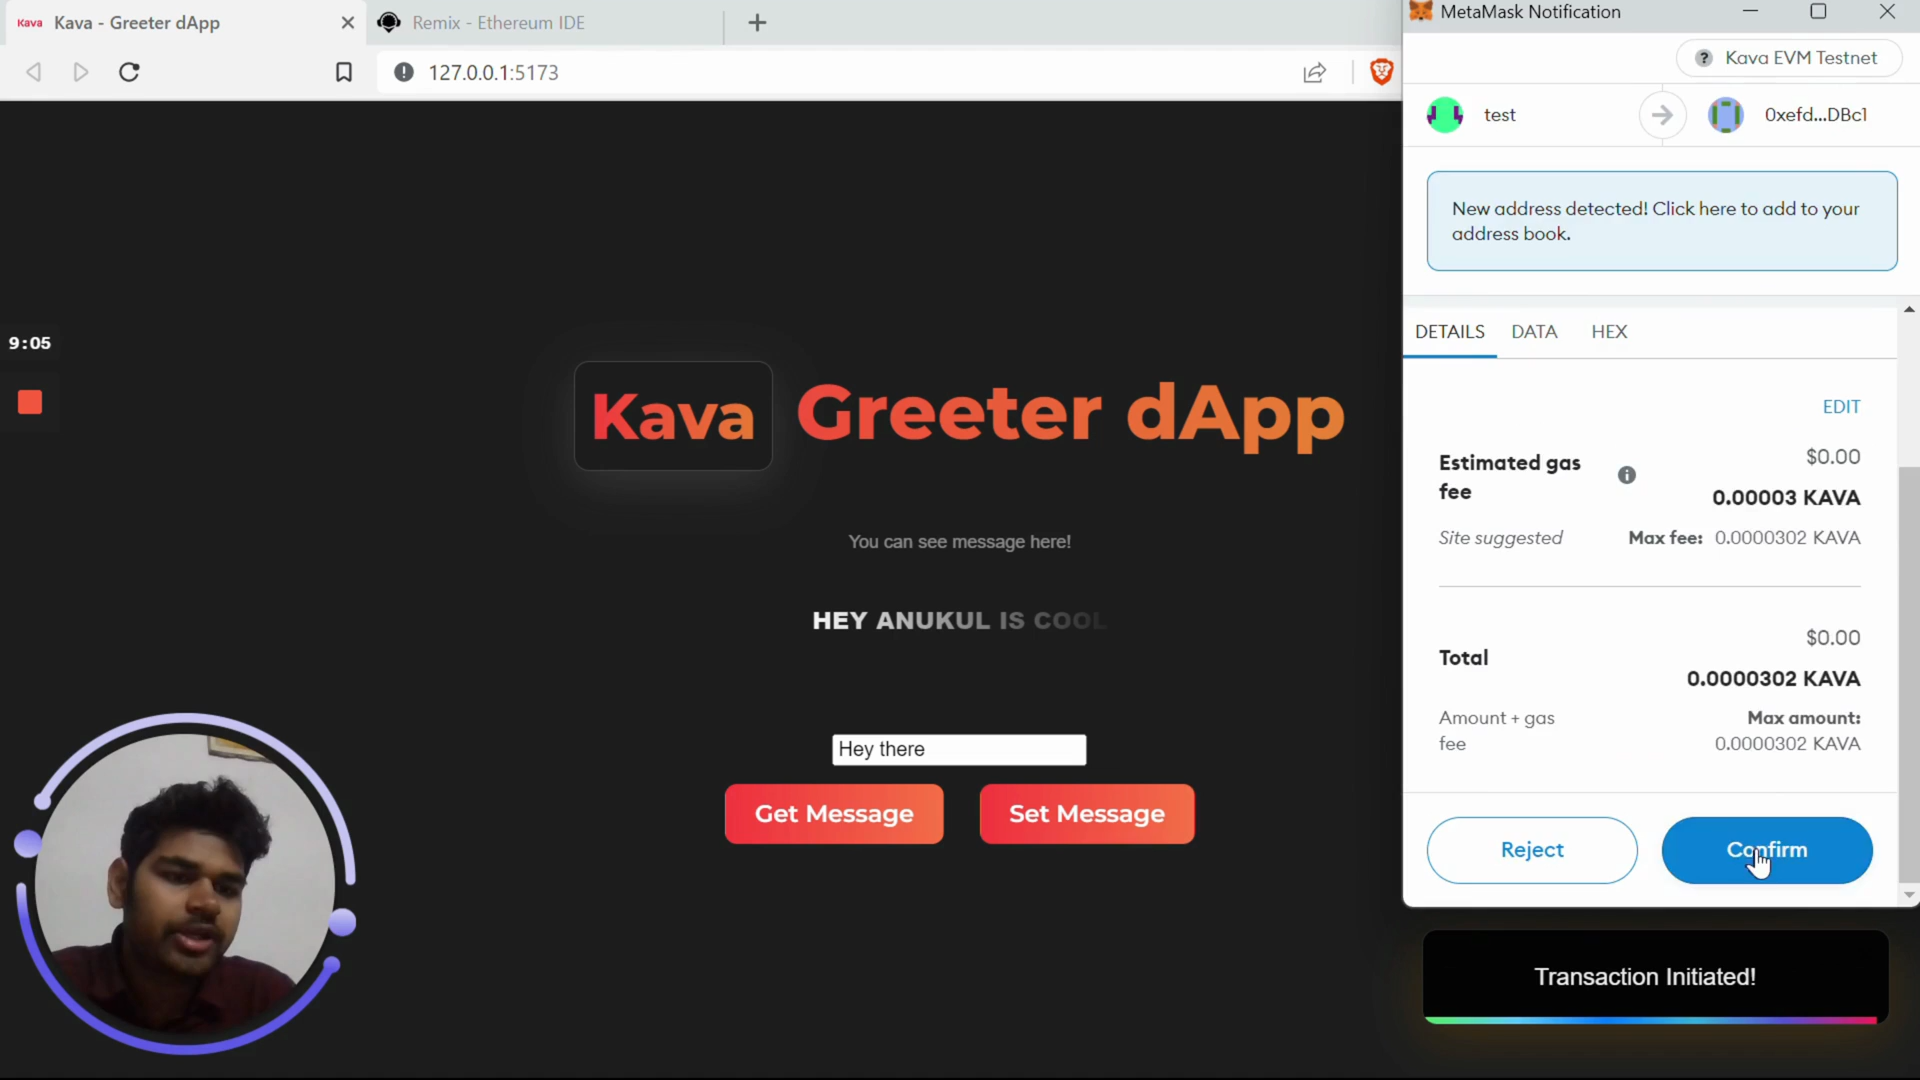 Kava Kava - Greeter dApp
Remix - Ethereum IDE
127.0.0.1:5173
MetaMask Notification
? Kava EVM Testnet
test
0xefd...DBc1
New address detected! Click here to add to your
address book.
DETAILS DATA HEX
EDIT
Estimated gas
fee
$0.00
0.00003 KAVA
Site suggested
Max fee: 0.0000302 KAVA
$0.00
Total
0.0000302 KAVA
Amount + gas
fee
Max amount:
0.0000302 KAVA
Reject
Confirm
Transaction Initiated!
9:05
Kava Greeter dApp
You can see message here!
HEY ANUKUL IS COOL
Hey there
Get Message
Set Message